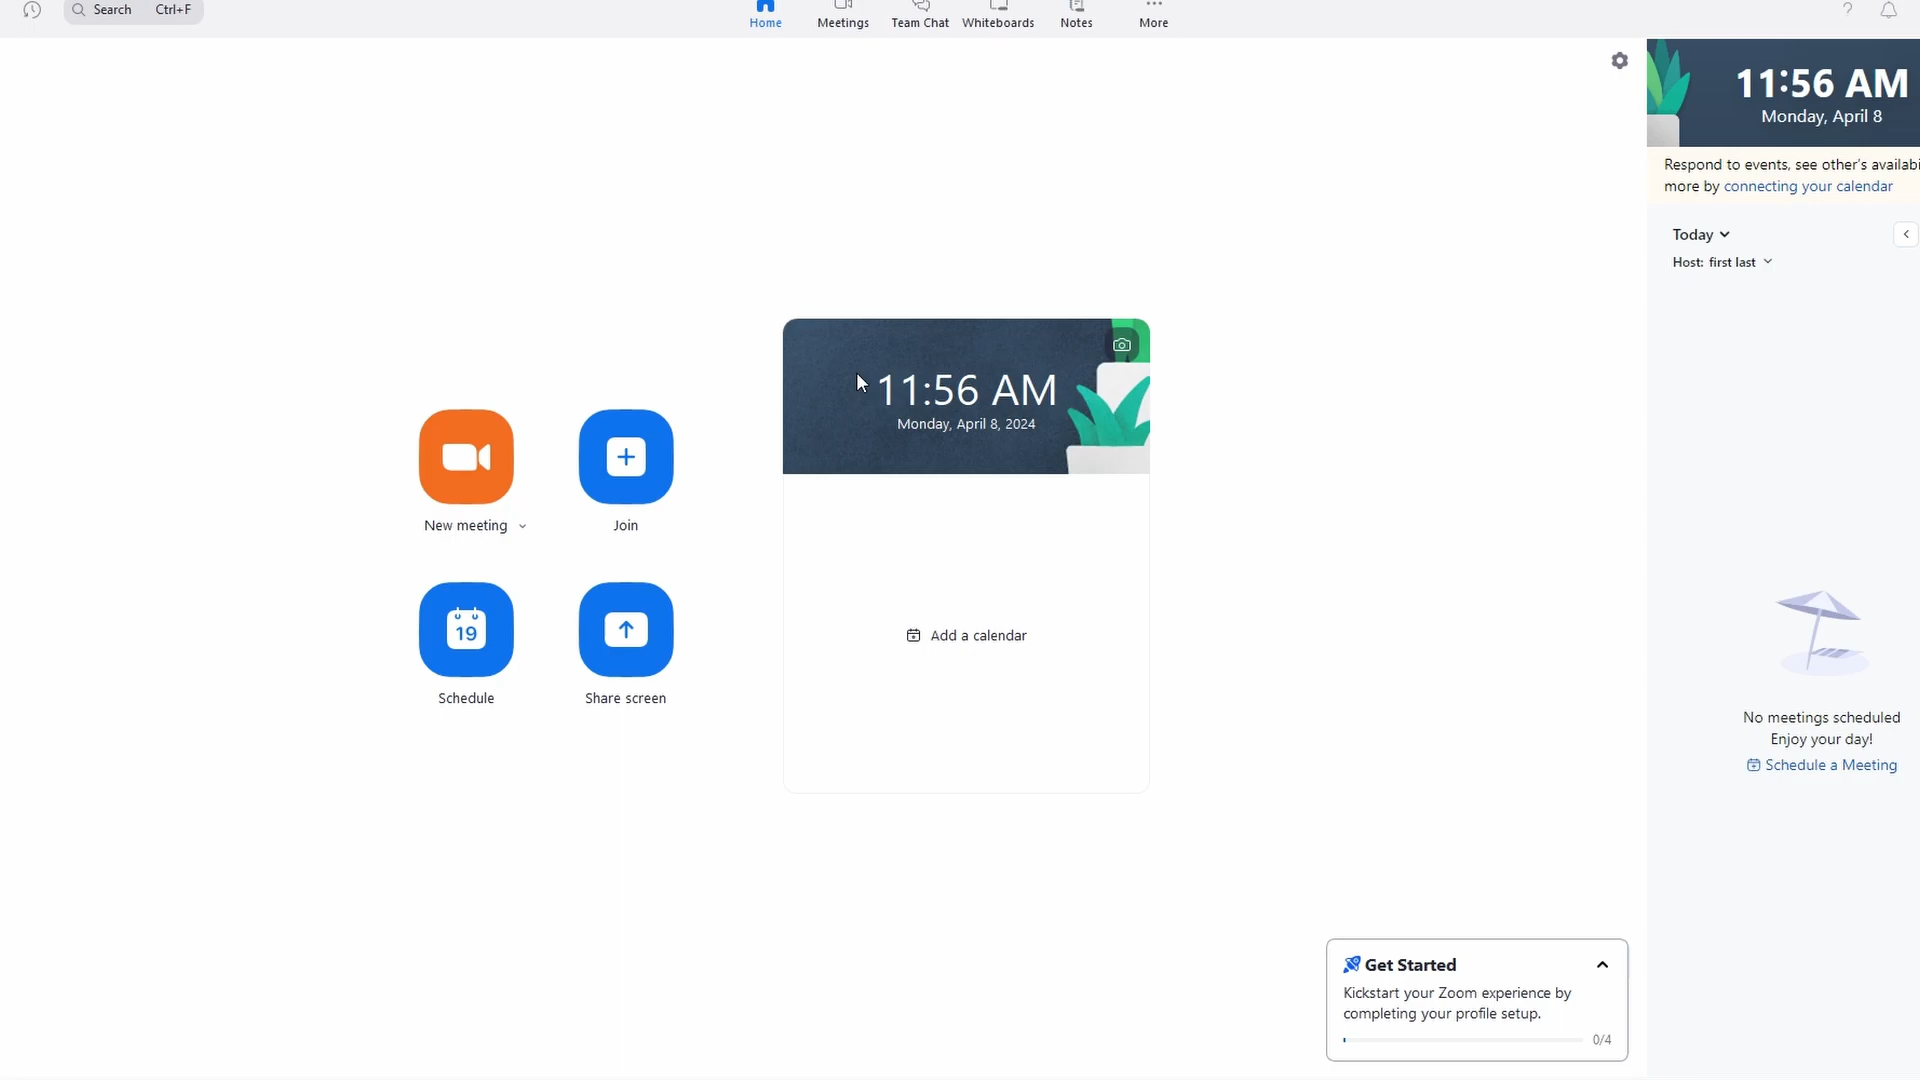 Search Ctrl+F
Home
Meetings
Team Chat
Whiteboards
Notes
More
11:56 AM
Monday, April 8
Respond to events, see other's
more by connecting your calendar
Today
Host: first last
11:56 AM
Monday, April 8, 2024
New meeting
Join
19
Schedule
Share screen
Add a calendar
No meetings scheduled
Enjoy your day!
Schedule a Meeting
Get Started
Kickstart your Zoom experience by
completing your profile setup.
0/4